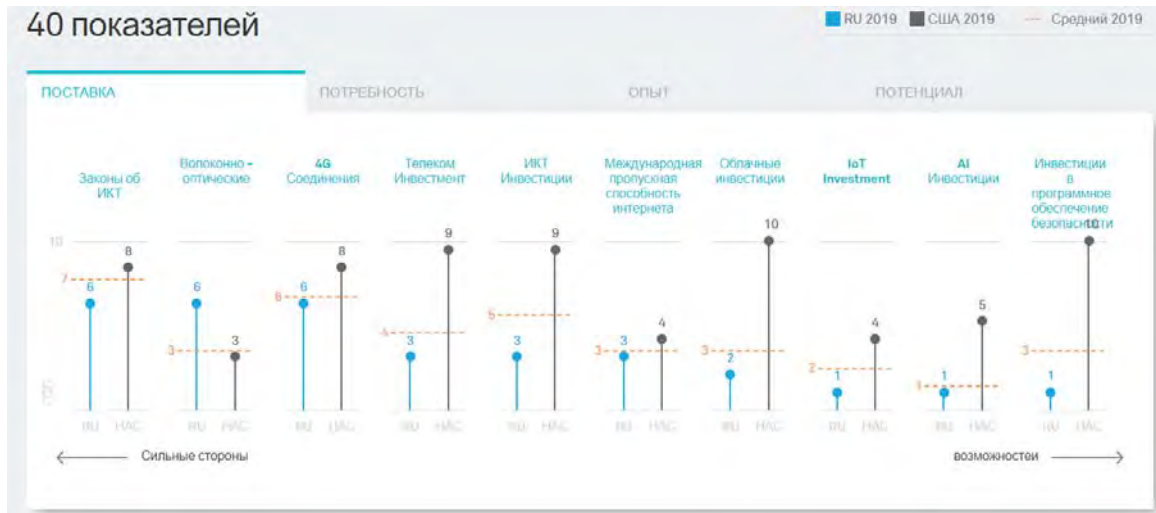 40 показателей
RU 2019 США 2019 Средний 2019
ПОСТАВКА ПОТРЕБНОСТЬ ОПЫТ ПОТЕНЦИАЛ
Законы об
ИКТ
Волоконно -
оптические
4G
Соединения
Телеком
Инвестмент
ИКТ
Инвестиции
Международная
пропускная
способность
интернета
Облачные
инвестиции
IoT
Investment
AI
Инвестиции
Инвестиции
в
программное
обеспечение
безопасности
10
7 6 8
3 6 3
6 6 8
4 3 9
5 3 9
3 3 4
3 2 10
2 1 4
1 1 5
3 1 10
RU НАС RU НАС RU НАС RU НАС RU НАС RU НАС RU НАС RU НАС RU НАС RU НАС
Сильные стороны
возможностей